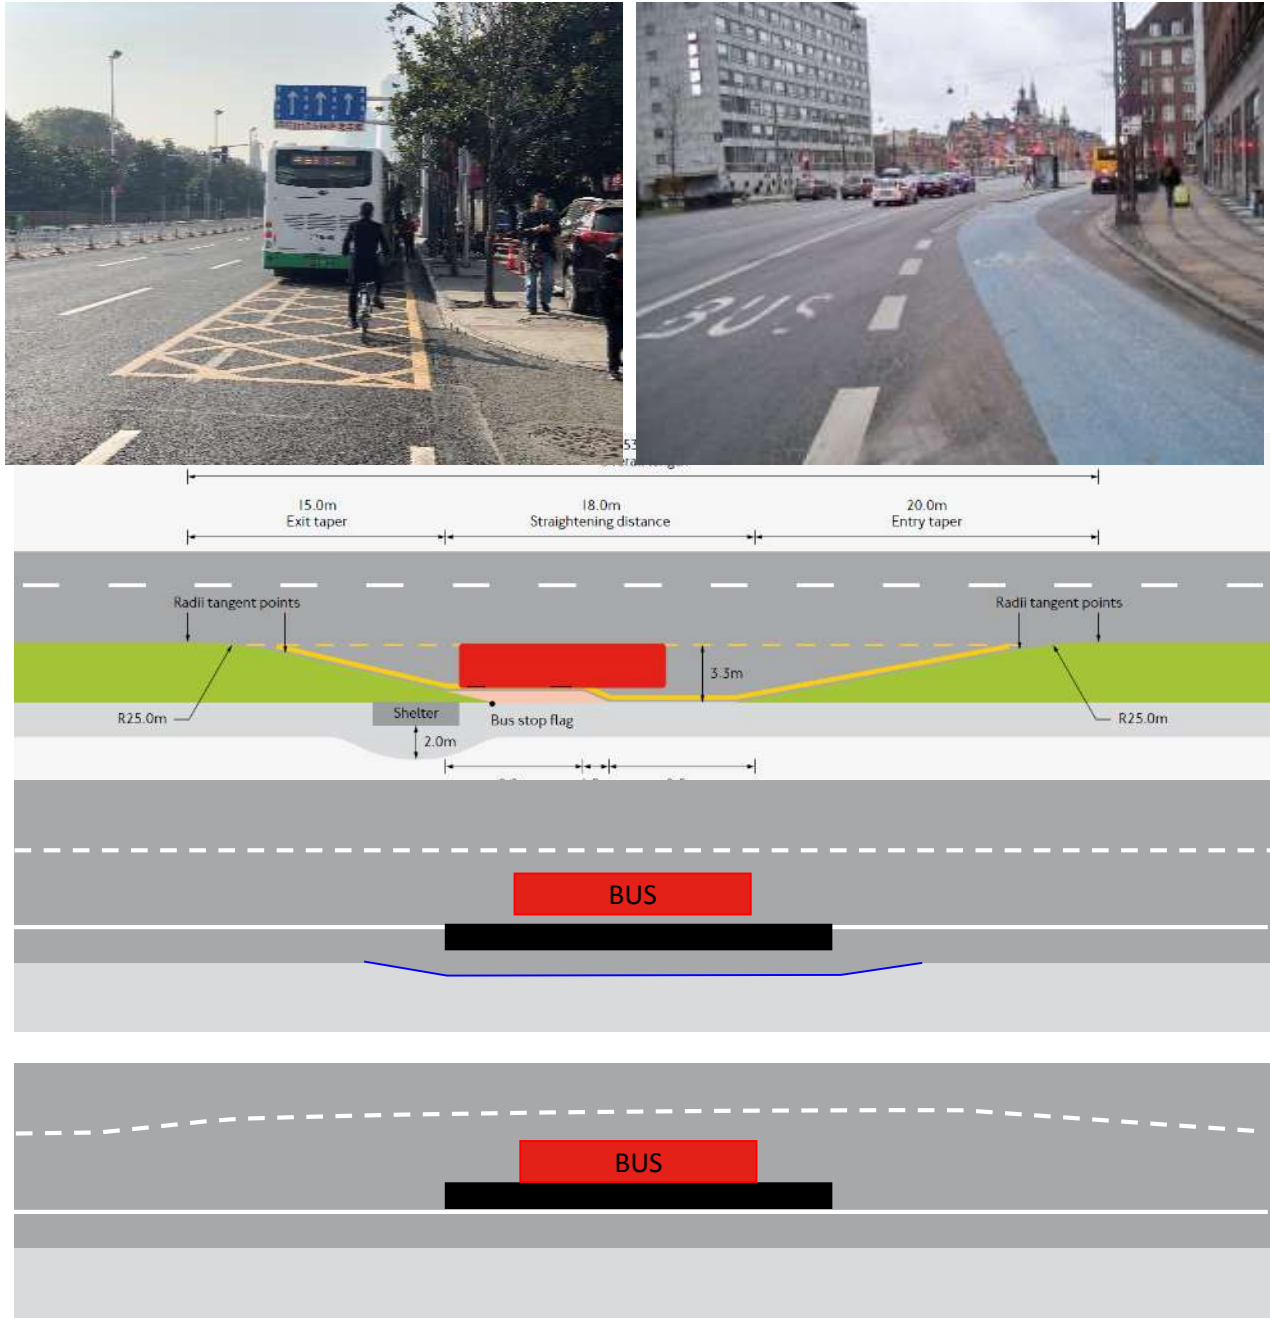 BUS
15.0m
Exit taper
18.0m
Straightening distance
20.0m
Entry taper
Radii tangent points
Radii tangent points
3.3m
R25.0m
Shelter
Bus stop flag
R25.0m
2.0m
BUS
BUS